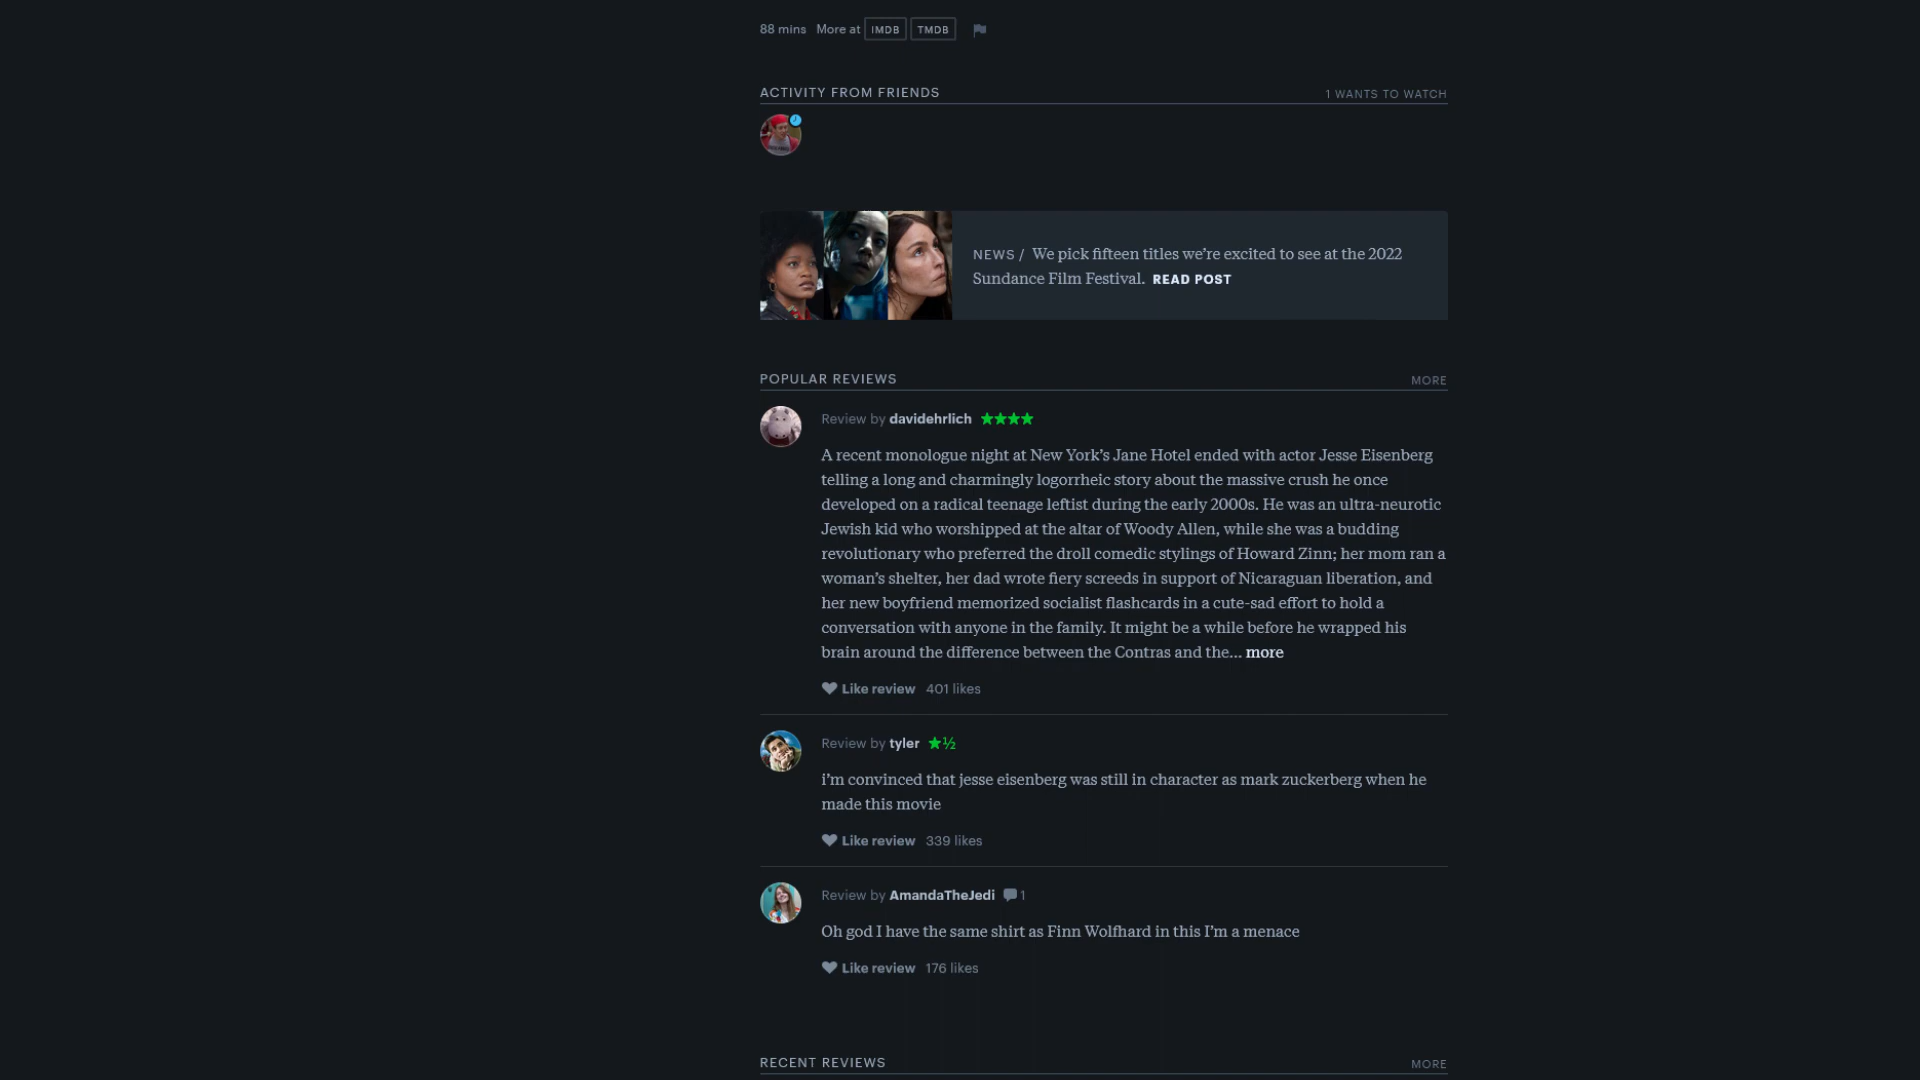 88 mins More at IMDB TMDB
ACTIVITY FROM FRIENDS 1 WANTS TO WATCH
NEWS / We pick fifteen titles we’re excited to see at the 2022
Sundance Film Festival. READ POST
POPULAR REVIEWS MORE
Review by davidehrlich ★★★★
A recent monologue night at New York’s Jane Hotel ended with actor Jesse Eisenberg
telling a long and charmingly logorrheic story about the massive crush he once
developed on a radical teenage leftist during the early 2000s. He was an ultra-neurotic
Jewish kid who worshipped at the altar of Woody Allen, while she was a budding
revolutionary who preferred the droll comedic stylings of Howard Zinn; her mom ran a
woman’s shelter, her dad wrote fiery screeds in support of Nicaraguan liberation, and
her new boyfriend memorized socialist flashcards in a cute-sad effort to hold a
conversation with anyone in the family. It might be a while before he wrapped his
brain around the difference between the Contras and the... more
Like review 401 likes
Review by tyler ★½
i’m convinced that jesse eisenberg was still in character as mark zuckerberg when he
made this movie
Like review 339 likes
Review by AmandaTheJedi 1
Oh god I have the same shirt as Finn Wolfhard in this I’m a menace
Like review 176 likes
RECENT REVIEWS MORE